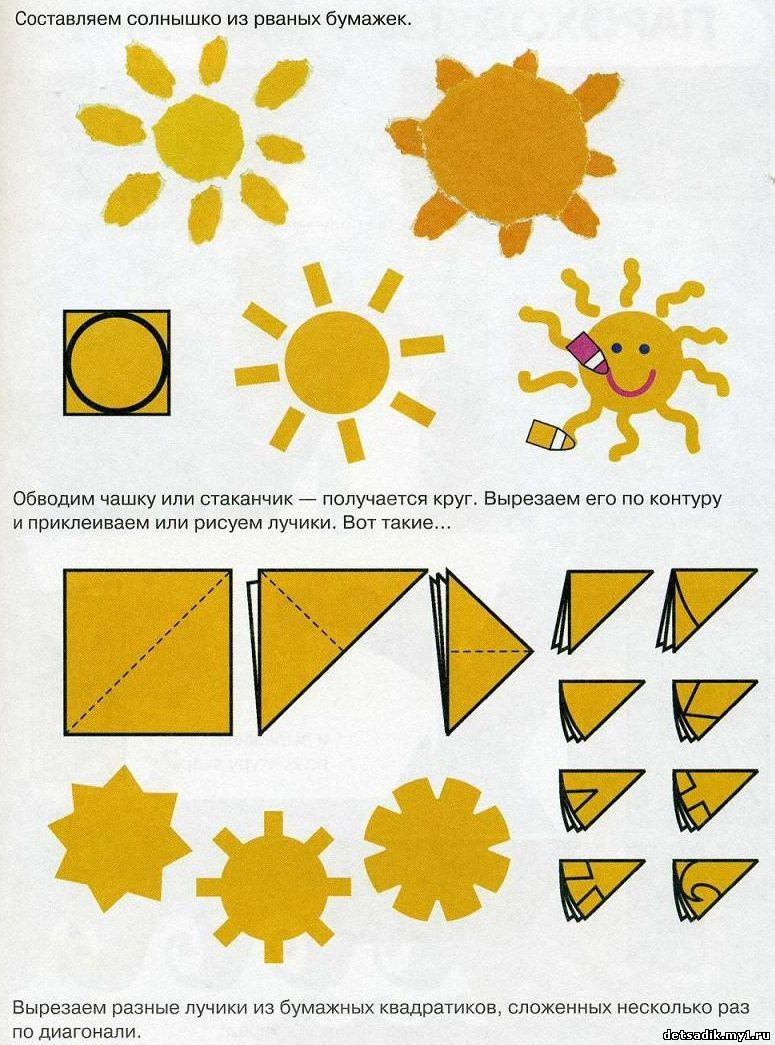 Составляем солнышко из рваных бумажек.
Обводим чашку или стаканчик — получается круг. Вырезаем его по контуру
и приклеиваем или рисуем лучики. Вот такие...
Вырезаем разные лучики из бумажных квадратиков, сложенных несколько раз
по диагонали.
detsadik.my1.ru